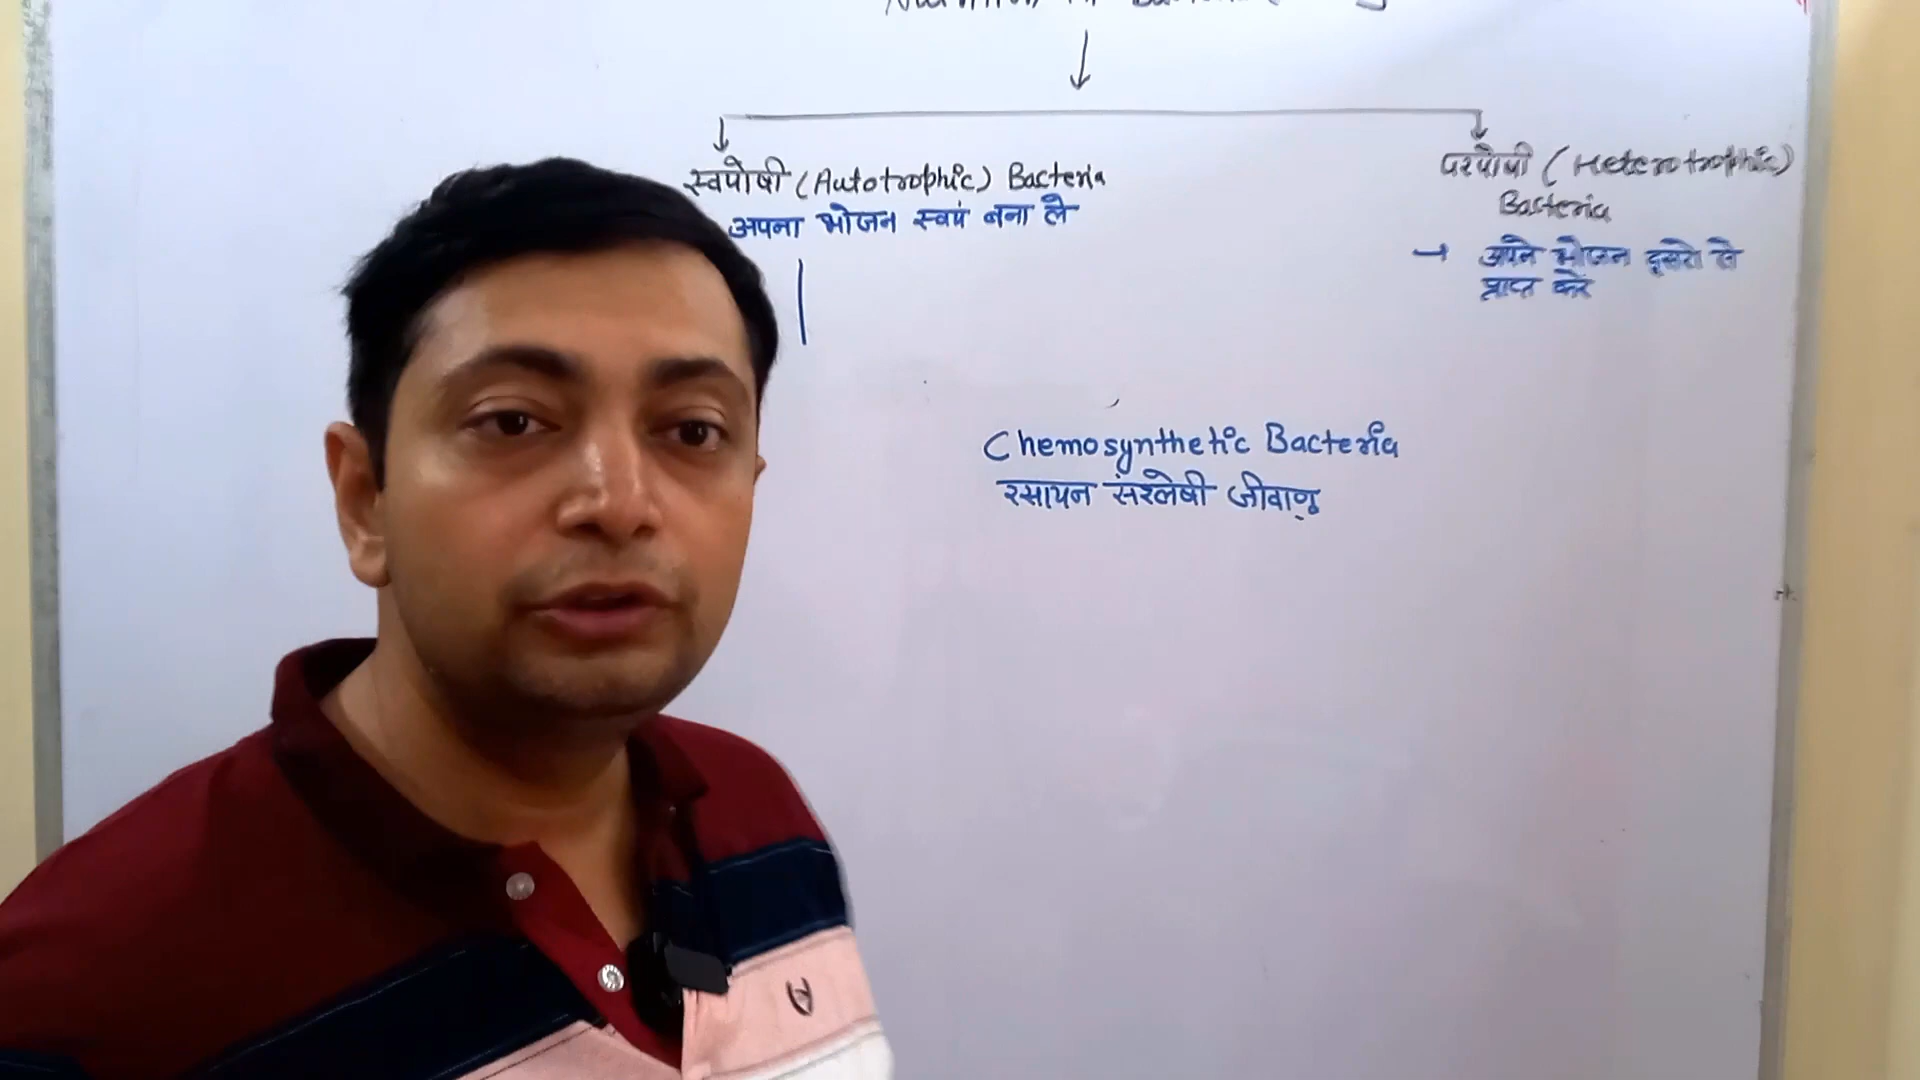 स्वपोषी (Autotrophic) Bacteria
अपना भोजन स्वयं बना ले
परपोषी (Heterotrophic)
Bacteria
→ अपने भोजन दूसरो से
प्राप्त करें
Chemosynthetic Bacteria
रसायन संश्लेषी जीवाणु